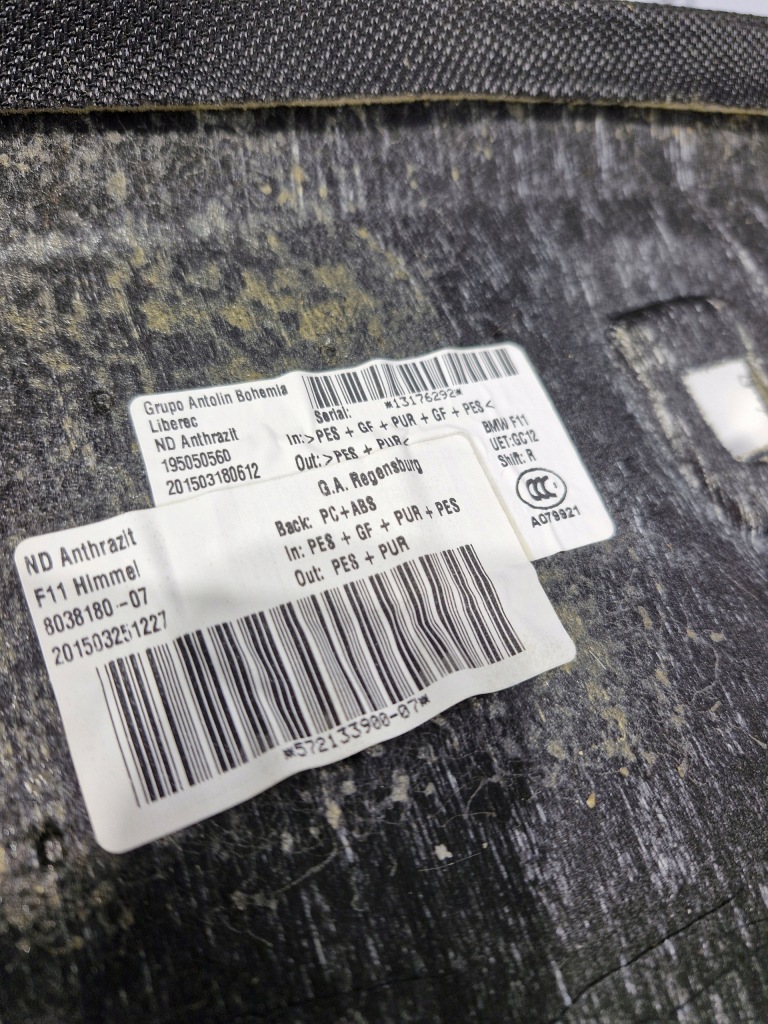 Grupo Antolin Bohemia
Liberec
ND Anthrazit
195050560
201503180612
Serial: *13176292*
In:>PES + GF + PUR + GF + PES<
Out:>PES + PUR<
BMW F11
UET:GC12
Shift: R
CCC
A079921
G.A. Regensburg
Back: PC+ABS
In: PES + GF + PUR + PES
Out: PES + PUR
ND Anthrazit
F11 Himmel
8038180-07
201503251227
*572133900-07*